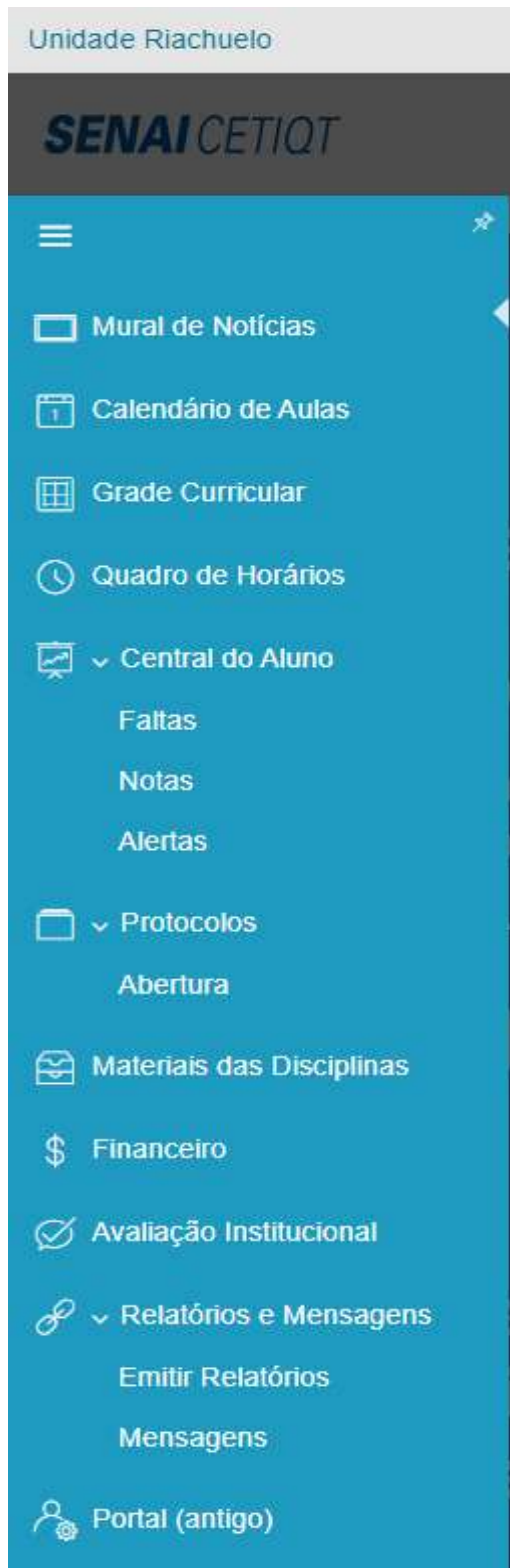 Unidade Riachuelo
SENAI CETIQT
Mural de Notícias
1
Calendário de Aulas
Grade Curricular
Quadro de Horários
Central do Aluno
Faltas
Notas
Alertas
Protocolos
Abertura
Materiais das Disciplinas
$ Financeiro
Avaliação Institucional
Relatórios e Mensagens
Emitir Relatórios
Mensagens
Portal (antigo)